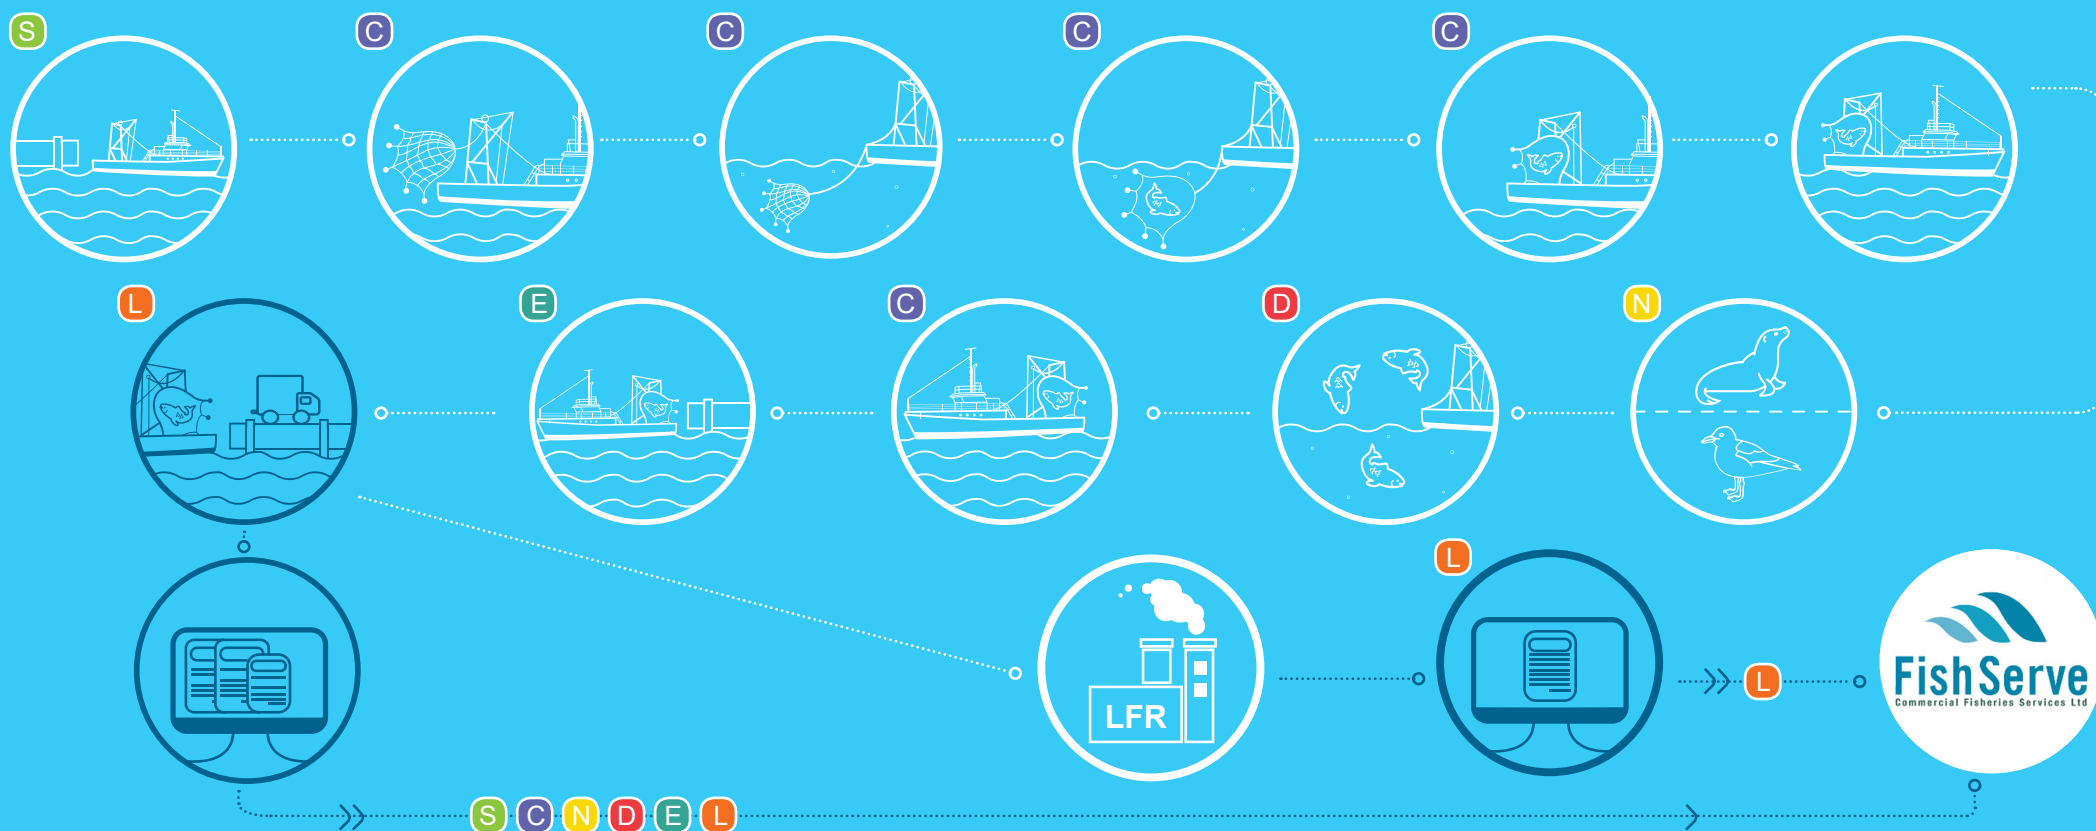 S
C
C
C
C
L
E
C
D
N
LFR
L
L
FishServe
Commercial Fisheries Services Ltd
S C N D E L